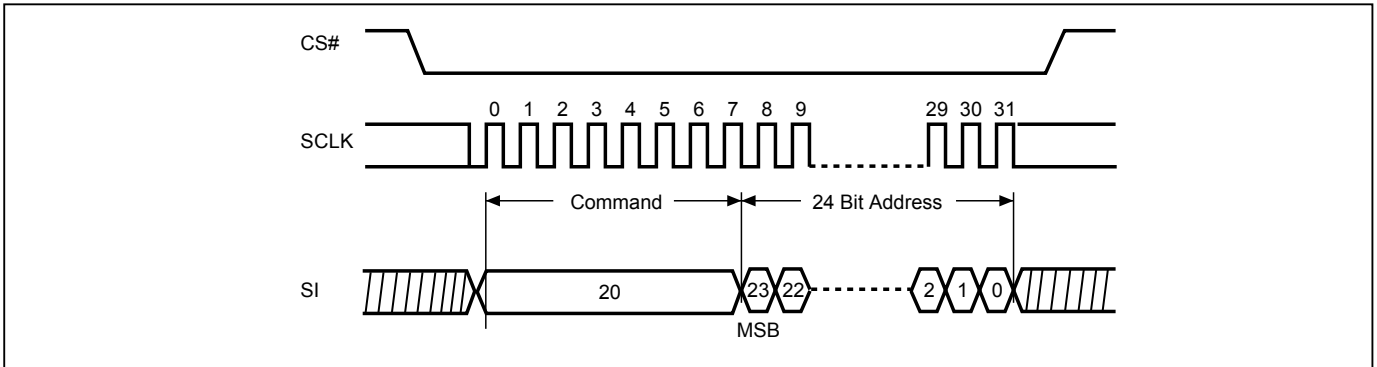 CS#
0 1 2 3 4 5 6 7 8 9 29 30 31
SCLK
Command 24 Bit Address
SI 20 23 22 2 1 0
MSB